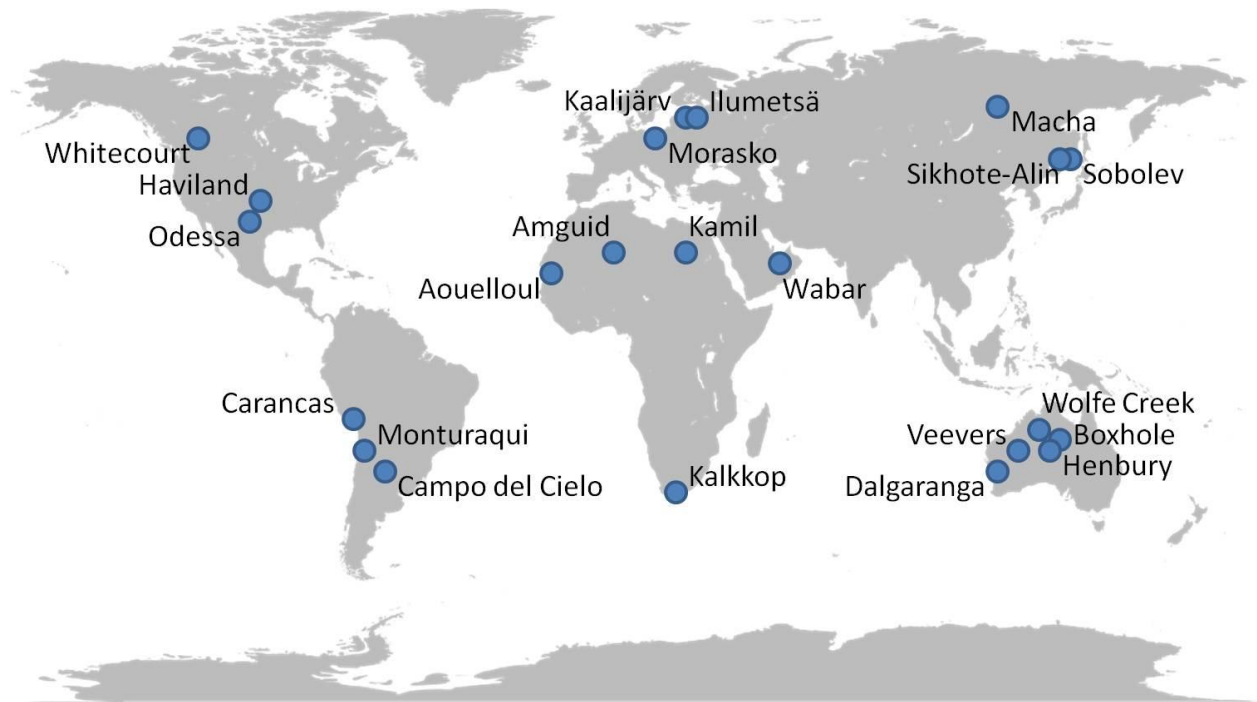 Kaalijärv
Ilumetsä
Macha
Whitecourt
Morasko
Haviland
Sikhote-Alin
Sobolev
Odessa
Amguid
Kamil
Aouelloul
Wabar
Carancas
Wolfe Creek
Monturaqui
Veevers
Boxhole
Henbury
Campo del Cielo
Kalkkop
Dalgaranga